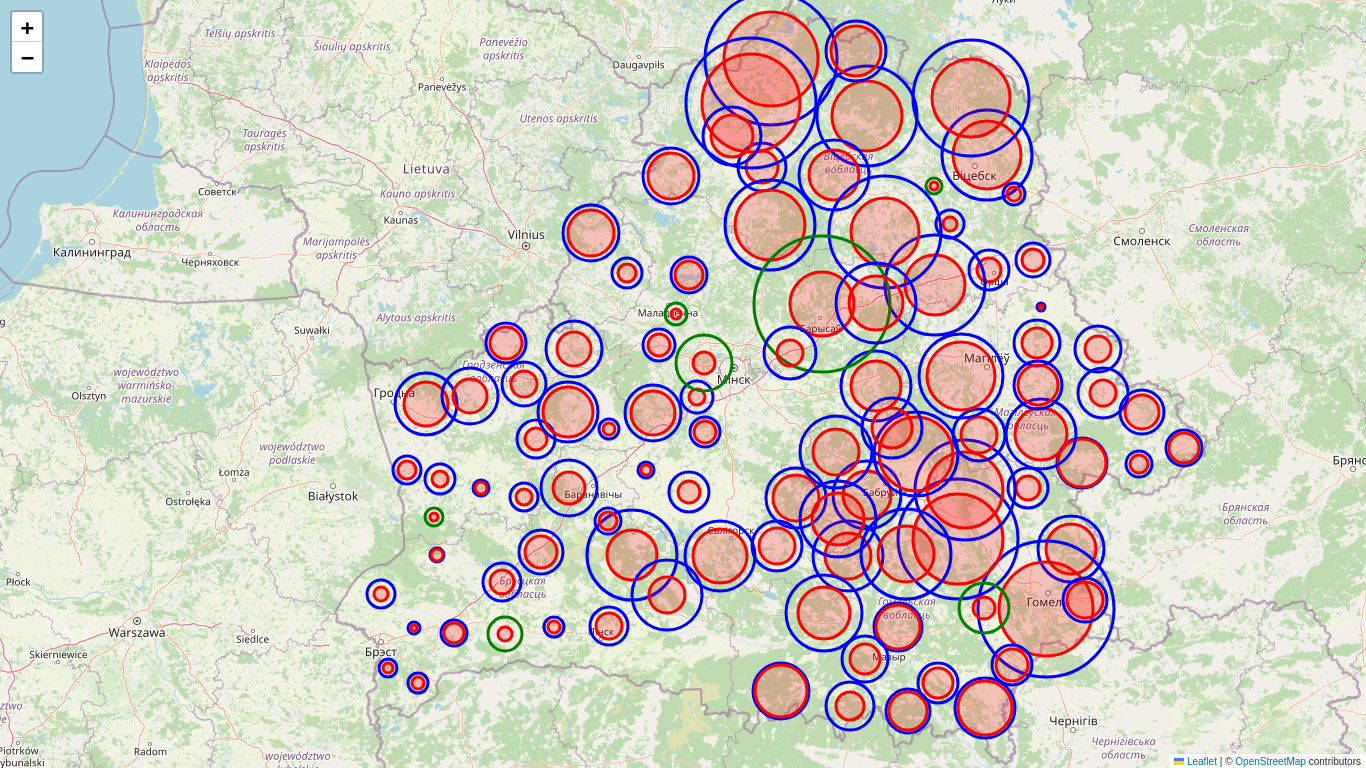 +
−
Луки
Telšių apskritis
Šiaulių apskritis
Panevėžio
apskritis
Klaipėdos
apskritis
Daugavpils
Panevėžys
Utenos apskritis
Tauragės
apskritis
Віцебская
вобласць
Lietuva
Віцебск
Советск
Kauno apskritis
Калининградская
область
Kaunas
Vilnius
Смоленск
Смоленская
область
Marijampolės
apskritis
Калининград
Черняховск
Орша
Маладзечна
Alytaus apskritis
Suwałki
Барысаў
Магілёў
Гродзенская
вобласць
województwo
warmińsko-
mazurskie
Мінск
Olsztyn
Гродна
Магілёўская
вобласць
województwo
podlaskie
Брянск
Łomża
Białystok
Баранавічы
Бабруйск
Ostrołęka
Брянская
область
Салігорск
Płock
Брэсцкая
вобласць
Гомельская
вобласць
Гомель
Warszawa
Siedlce
Пінск
Брэст
Skierniewice
Мазыр
Чернігів
Radom
Чернігівська
область
Piotrków
województwo
Leaflet | © OpenStreetMap contributors